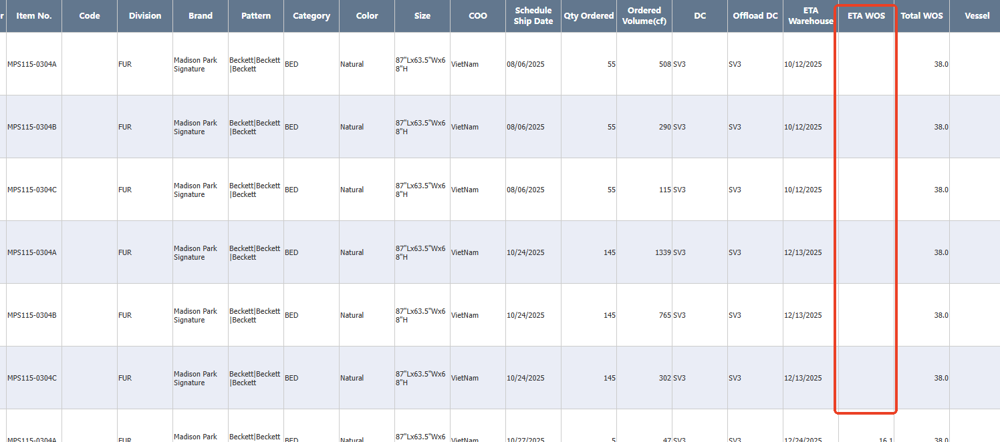 r Item No. Code Division Brand Pattern Category Color Size COO Schedule Ship Date Qty Ordered Ordered Volume(cf) DC Offload DC ETA Warehouse ETA WOS Total WOS Vessel
MPS115-0304A FUR Madison Park Signature Beckett|Beckett|Beckett BED Natural 87"Lx63.5"Wx68"H VietNam 08/06/2025 55 508 SV3 SV3 10/12/2025 38.0
MPS115-0304B FUR Madison Park Signature Beckett|Beckett|Beckett BED Natural 87"Lx63.5"Wx68"H VietNam 08/06/2025 55 290 SV3 SV3 10/12/2025 38.0
MPS115-0304C FUR Madison Park Signature Beckett|Beckett|Beckett BED Natural 87"Lx63.5"Wx68"H VietNam 08/06/2025 55 115 SV3 SV3 10/12/2025 38.0
MPS115-0304A FUR Madison Park Signature Beckett|Beckett|Beckett BED Natural 87"Lx63.5"Wx68"H VietNam 10/24/2025 145 1339 SV3 SV3 12/13/2025 38.0
MPS115-0304B FUR Madison Park Signature Beckett|Beckett|Beckett BED Natural 87"Lx63.5"Wx68"H VietNam 10/24/2025 145 765 SV3 SV3 12/13/2025 38.0
MPS115-0304C FUR Madison Park Signature Beckett|Beckett|Beckett BED Natural 87"Lx63.5"Wx68"H VietNam 10/24/2025 145 302 SV3 SV3 12/13/2025 38.0
MPS115-0304A FUR Madison Park Beckett|Beckett BED Natural 87"Lx63.5"Wx6 VietNam 10/27/2025 5 47 SV3 SV3 12/24/2025 16.1 38.0